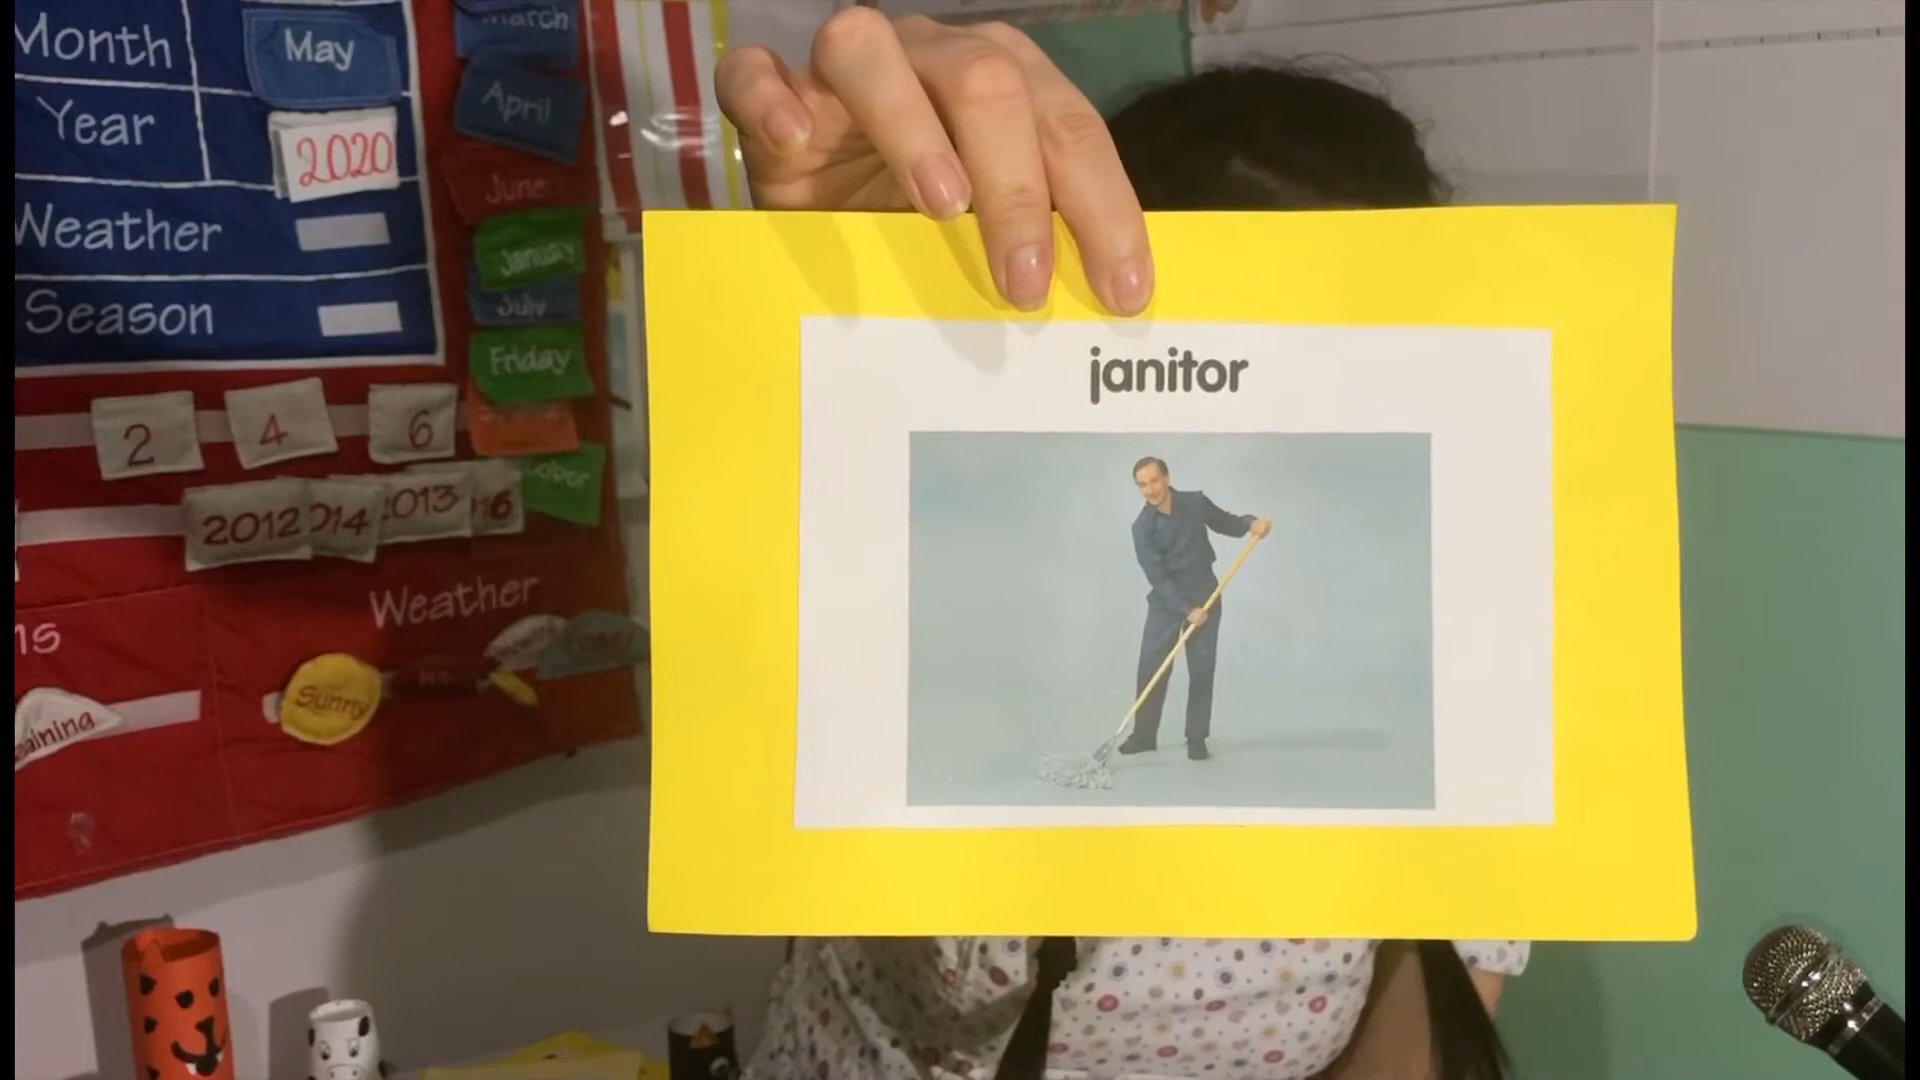 Month May
Year 2020
Weather
Season
March
April
June
January
July
Friday
2 4 6
2012 2013
Weather
Sunny
janitor